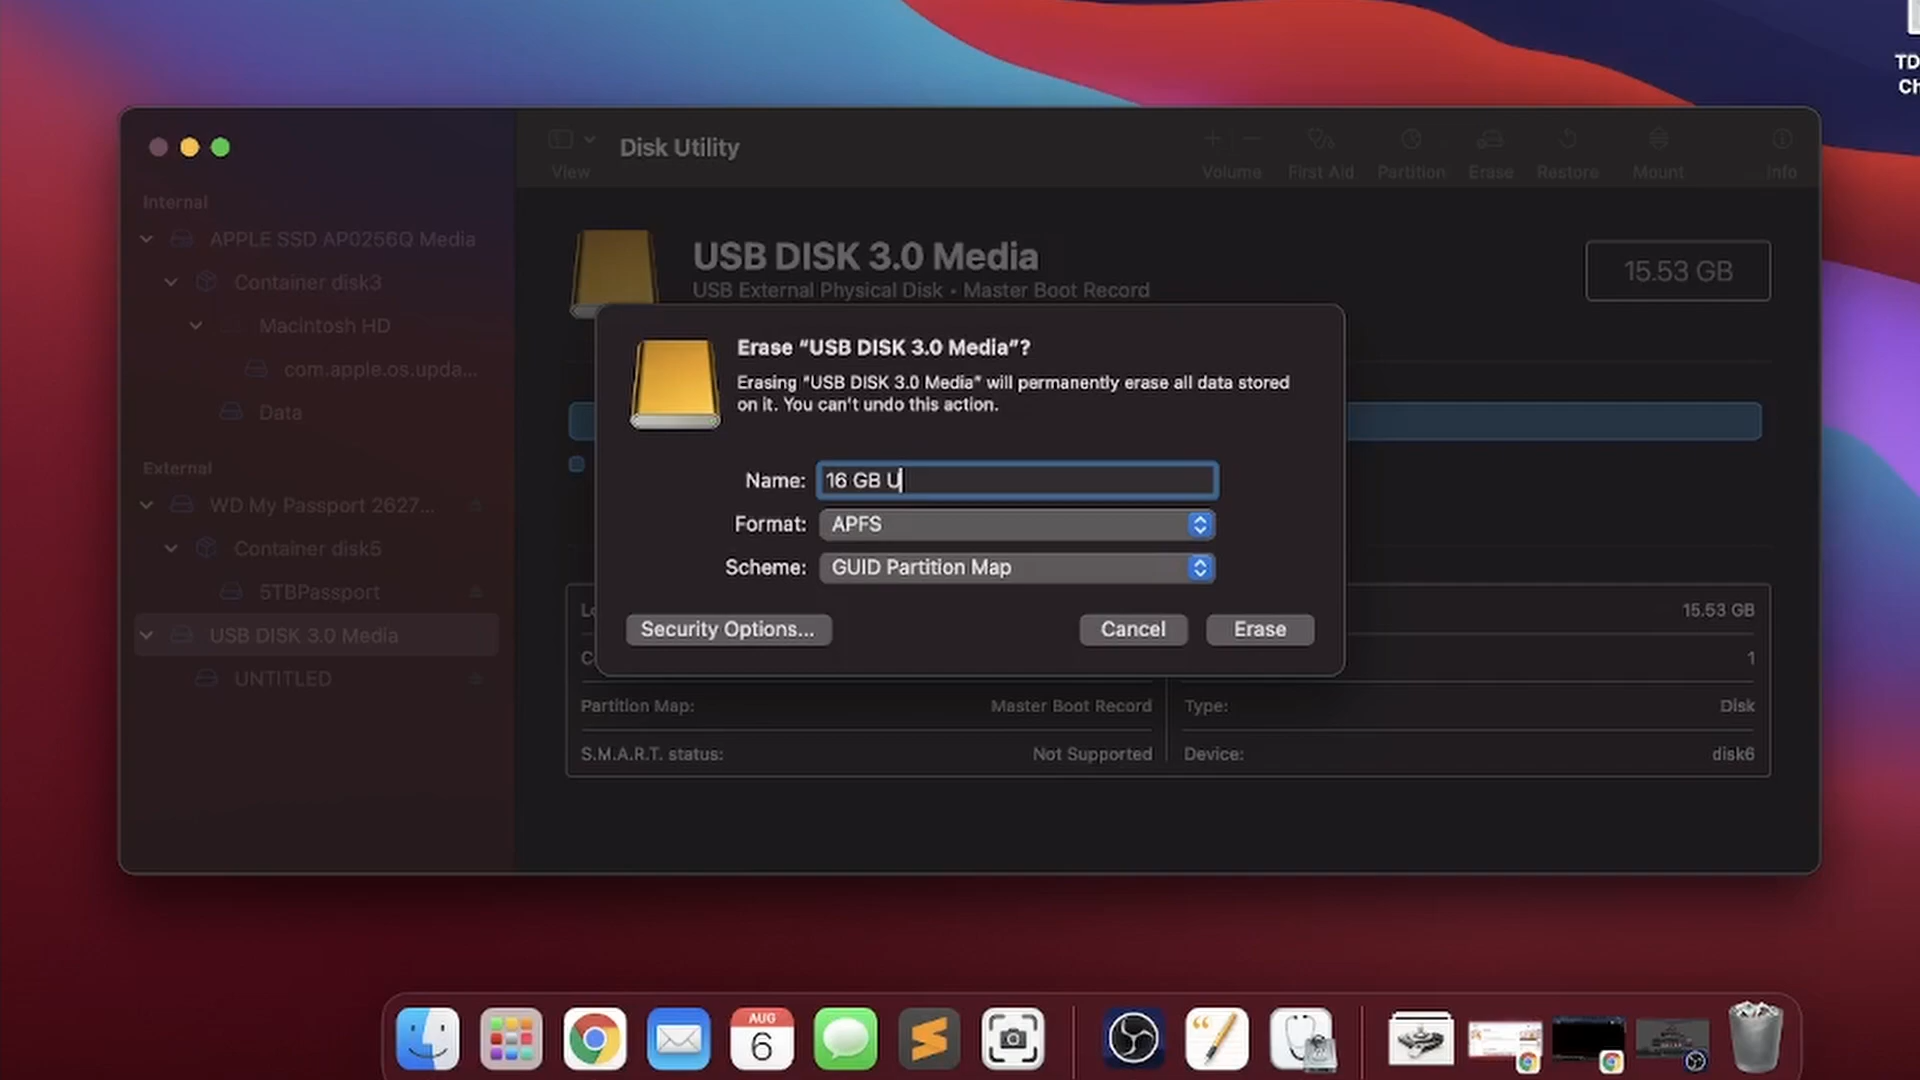 TD
Ch
Disk Utility
View
Volume
First Aid
Partition
Erase
Restore
Mount
Info
Internal
APPLE SSD AP0256Q Media
Container disk3
Macintosh HD
com.apple.os.upda...
Data
External
WD My Passport 2627...
Container disk5
5TBPassport
USB DISK 3.0 Media
UNTITLED
USB DISK 3.0 Media
USB External Physical Disk • Master Boot Record
15.53 GB
Erase “USB DISK 3.0 Media”?
Erasing “USB DISK 3.0 Media” will permanently erase all data stored
on it. You can’t undo this action.
Name: 16 GB U
Format: APFS
Scheme: GUID Partition Map
Security Options...
Cancel
Erase
Lo
15.53 GB
C
1
Partition Map: Master Boot Record
Type: Disk
S.M.A.R.T. status: Not Supported
Device: disk6
AUG
6